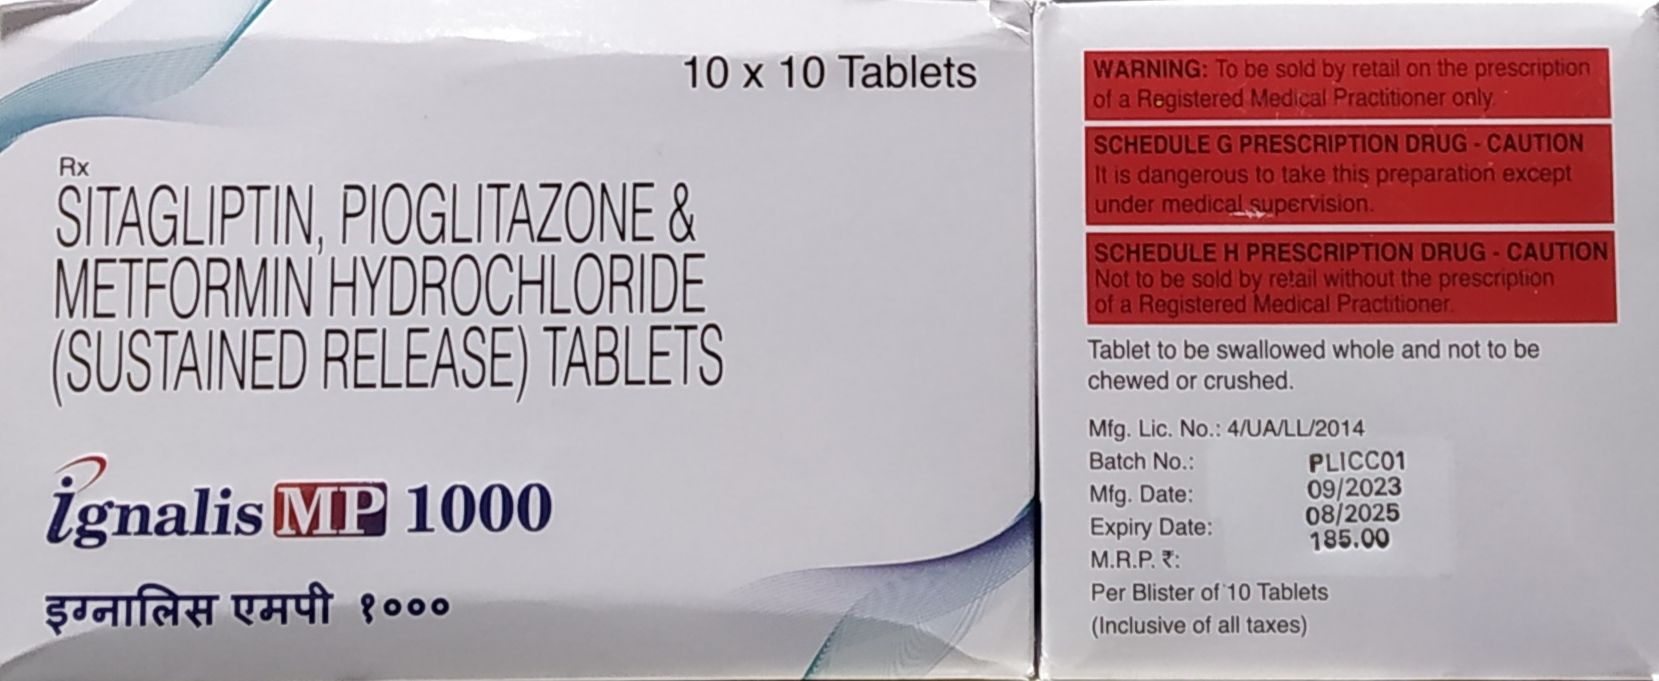 10 x 10 Tablets
Rx
SITAGLIPTIN, PIOGLITAZONE &
METFORMIN HYDROCHLORIDE
(SUSTAINED RELEASE) TABLETS
ignalis MP 1000
इग्नालिस एमपी १०००
WARNING: To be sold by retail on the prescription
of a Registered Medical Practitioner only.
SCHEDULE G PRESCRIPTION DRUG - CAUTION
It is dangerous to take this preparation except
under medical supervision.
SCHEDULE H PRESCRIPTION DRUG - CAUTION
Not to be sold by retail without the prescription
of a Registered Medical Practitioner.
Tablet to be swallowed whole and not to be
chewed or crushed.
Mfg. Lic. No.: 4/UA/LL/2014
Batch No.: PLICC01
Mfg. Date: 09/2023
Expiry Date: 08/2025
M.R.P. ₹: 185.00
Per Blister of 10 Tablets
(Inclusive of all taxes)